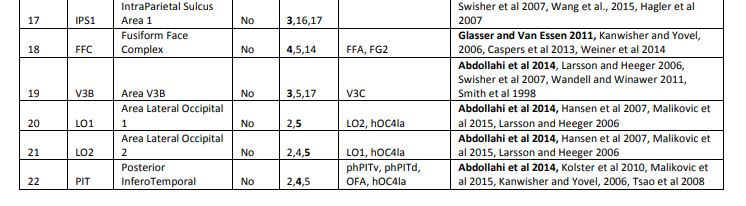 Swisher et al 2007, Wang et al., 2015, Hagler et al
17 IPS1 IntraParietal Sulcus No 3,16,17 2007
Area 1
18 FFC Fusiform Face No 4,5,14 FFA, FG2 Glasser and Van Essen 2011, Kanwisher and Yovel,
Complex 2006, Caspers et al 2013, Weiner et al 2014
Abdollahi et al 2014, Larsson and Heeger 2006,
19 V3B Area V3B No 3,5,17 V3C Swisher et al 2007, Wandell and Winawer 2011,
Smith et al 1998
20 LO1 Area Lateral Occipital No 2,5 LO2, hOC4la Abdollahi et al 2014, Hansen et al 2007, Malikovic et
1 al 2015, Larsson and Heeger 2006
21 LO2 Area Lateral Occipital No 2,4,5 LO1, hOC4la Abdollahi et al 2014, Hansen et al 2007, Malikovic et
2 al 2015, Larsson and Heeger 2006
22 PIT Posterior No 2,4,5 phPITv, phPITd, Abdollahi et al 2014, Kolster et al 2010, Malikovic et
InferoTemporal OFA, hOC4la al 2015, Kanwisher and Yovel, 2006, Tsao et al 2008